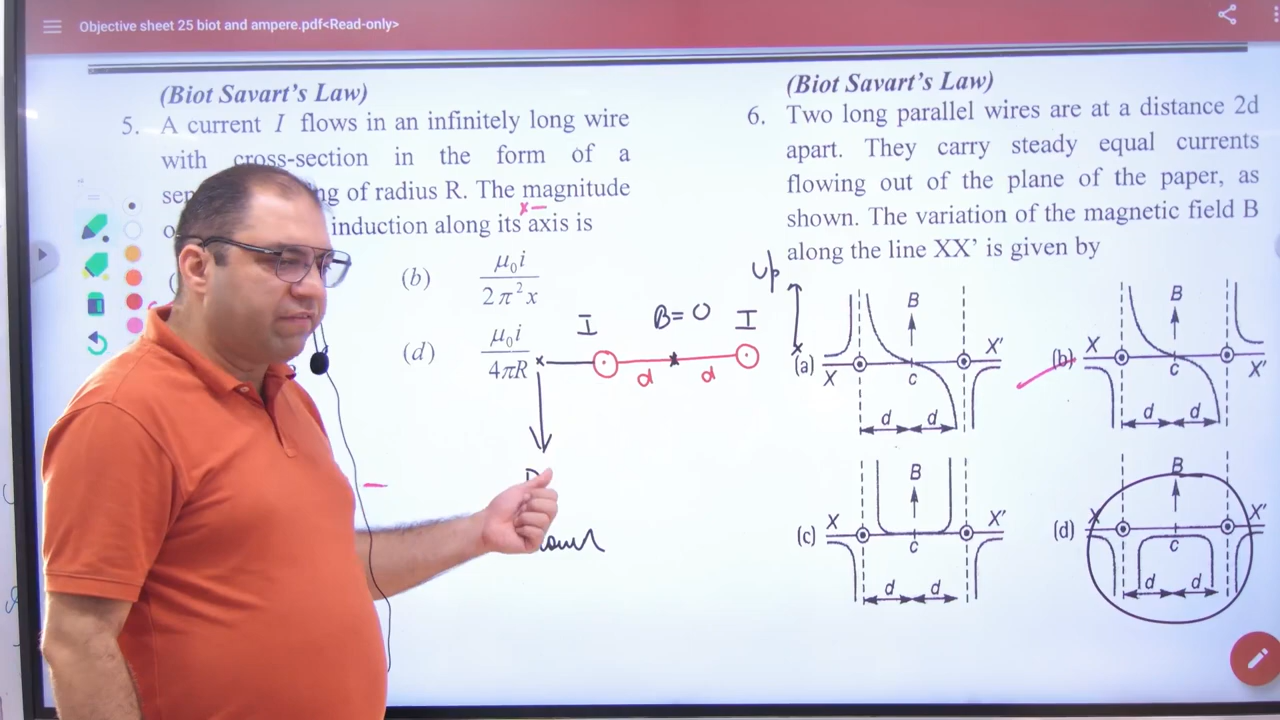 Objective sheet 25 biot and ampere.pdf<Read-only>
(Biot Savart's Law)
5. A current I flows in an infinitely long wire
with cross-section in the form of a
ng of radius R. The magnitude
induction along its axis is
(b) μ₀i / 2π²x
(d) μ₀i / 4πR
I B=0 I
d d
(Biot Savart's Law)
6. Two long parallel wires are at a distance 2d
apart. They carry steady equal currents
flowing out of the plane of the paper, as
shown. The variation of the magnetic field B
along the line XX' is given by
up
(a) X B X' c d d
(b) X B X' c d d
(c) X B X' c d d
(d) X B X' c d d